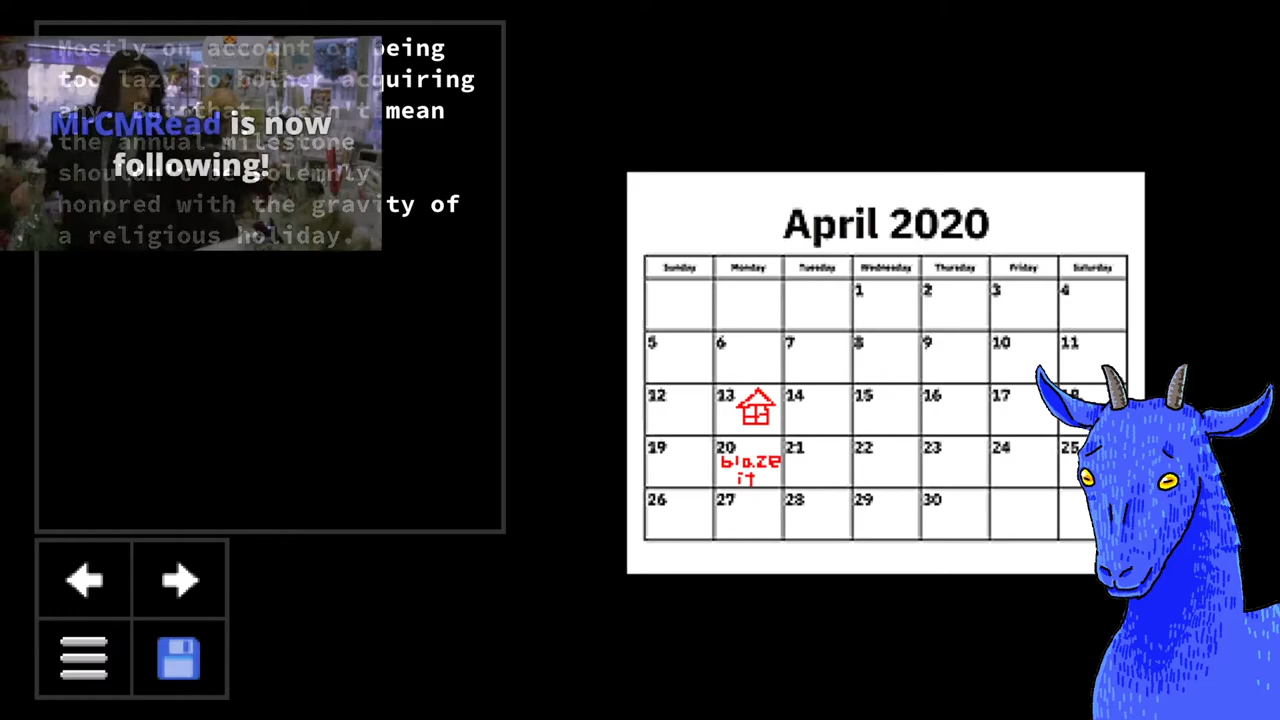 Mostly on account of being
too lazy to bother acquiring
any. But that doesn't mean
the annual milestone
shouldn't be solemnly
honored with the gravity of
a religious holiday.
MrCMRead is now
following!
April 2020
Sunday Monday Tuesday Wednesday Thursday Friday Saturday
1 2 3 4
5 6 7 8 9 10 11
12 13 14 15 16 17 18
19 20 21 22 23 24 25
blaze
it
26 27 28 29 30